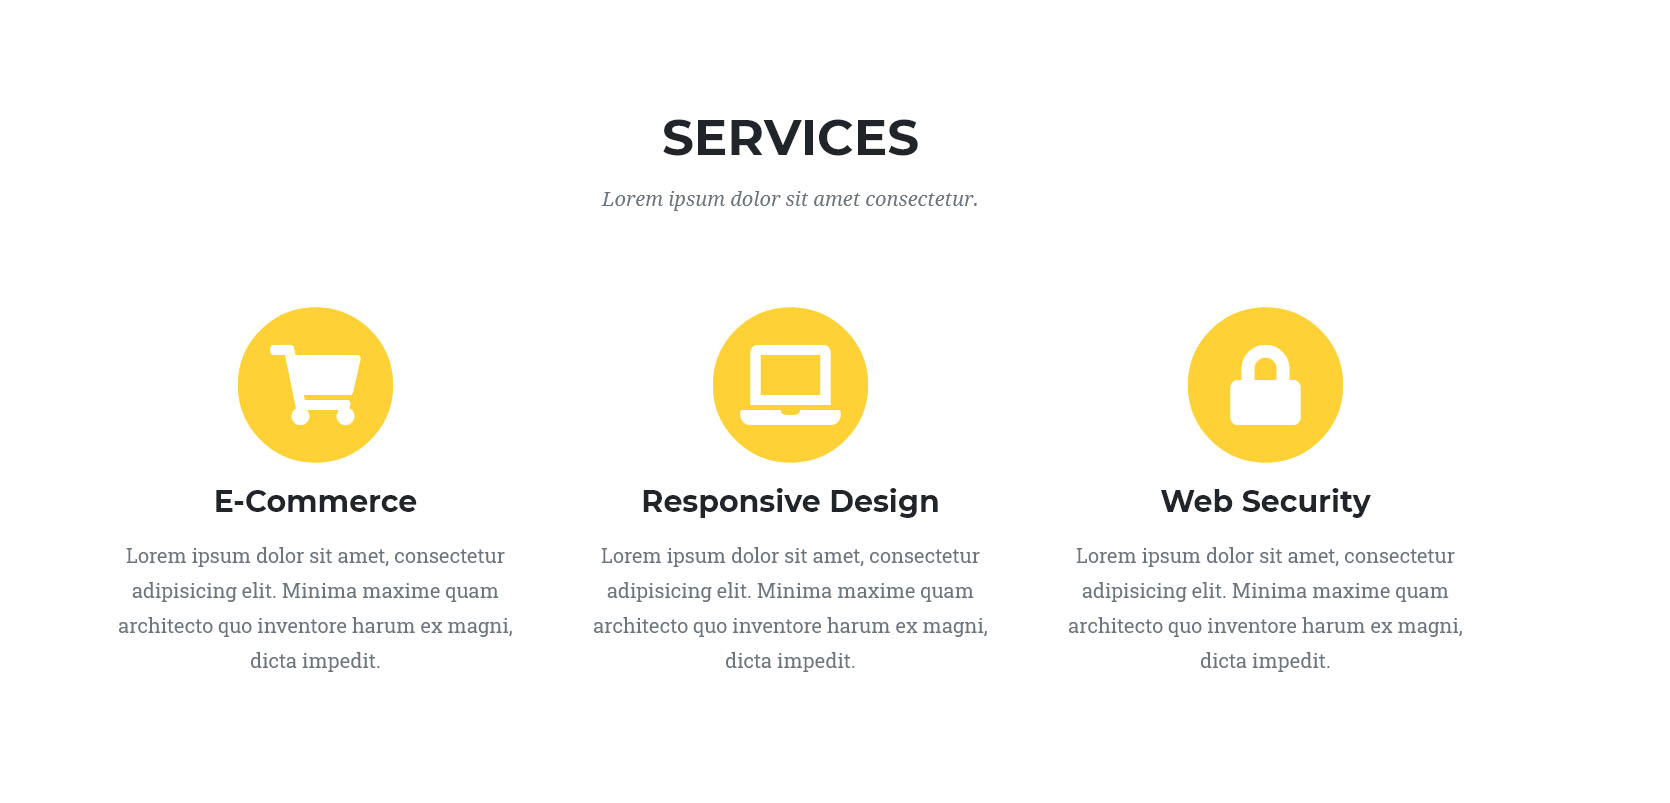 SERVICES
Lorem ipsum dolor sit amet consectetur.
E-Commerce
Lorem ipsum dolor sit amet, consectetur
adipisicing elit. Minima maxime quam
architecto quo inventore harum ex magni,
dicta impedit.
Responsive Design
Lorem ipsum dolor sit amet, consectetur
adipisicing elit. Minima maxime quam
architecto quo inventore harum ex magni,
dicta impedit.
Web Security
Lorem ipsum dolor sit amet, consectetur
adipisicing elit. Minima maxime quam
architecto quo inventore harum ex magni,
dicta impedit.